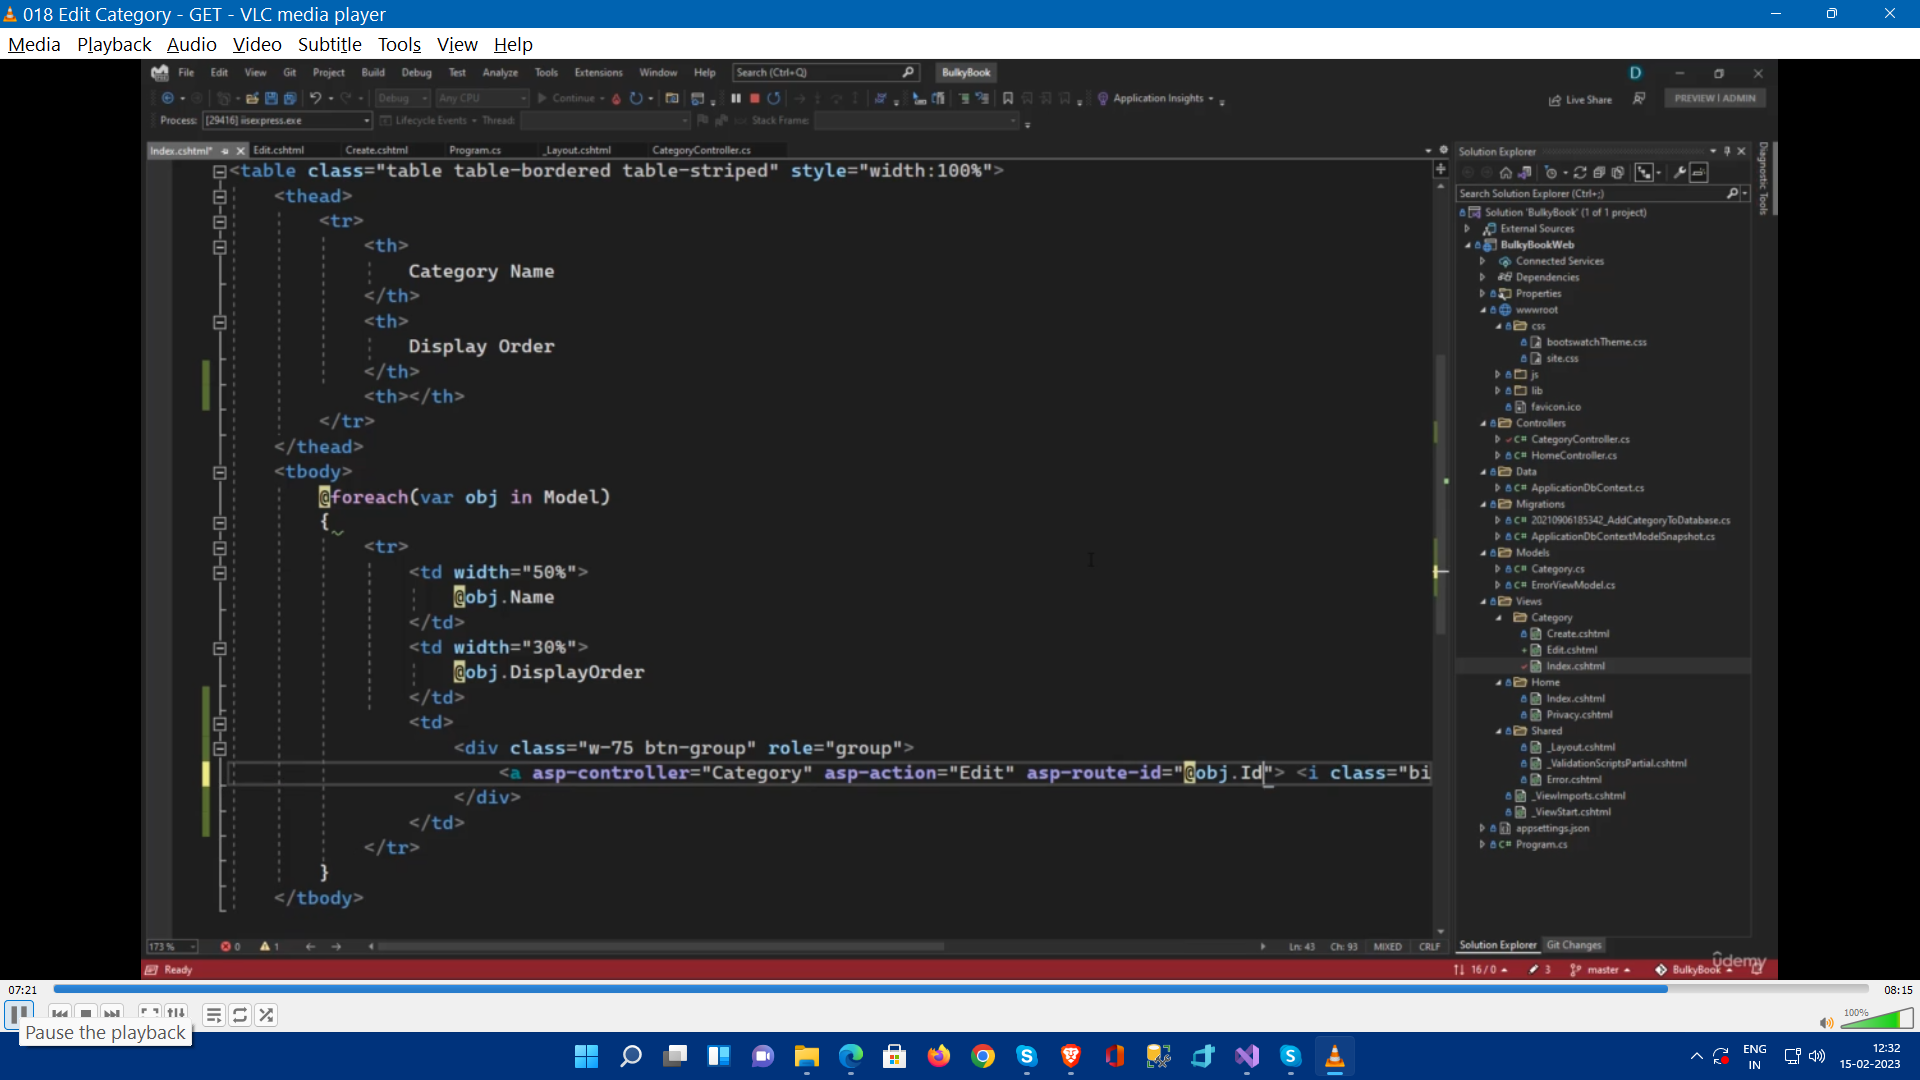 018 Edit Category - GET - VLC media player
Media Playback Audio Video Subtitle Tools View Help
File Edit View Git Project Build Debug Test Analyze Tools Extensions Window Help Search (Ctrl+Q) BulkyBook D
Debug Any CPU Continue Application Insights Live Share PREVIEW | ADMIN
Process: [29416] iisexpress.exe Lifecycle Events Thread: Stack Frame:
Index.cshtml* Edit.cshtml Create.cshtml Program.cs _Layout.cshtml CategoryController.cs
<table class="table table-bordered table-striped" style="width:100%">
<thead>
<tr>
<th>
Category Name
</th>
<th>
Display Order
</th>
<th></th>
</tr>
</thead>
<tbody>
@foreach(var obj in Model)
{
<tr>
<td width="50%">
@obj.Name
</td>
<td width="30%">
@obj.DisplayOrder
</td>
<td>
<div class="w-75 btn-group" role="group">
<a asp-controller="Category" asp-action="Edit" asp-route-id="@obj.Id"> <i class="bi
</div>
</td>
</tr>
}
</tbody>
173 % 0 1 Ln: 43 Ch: 93 MIXED CRLF
Solution Explorer
Search Solution Explorer (Ctrl+;)
Solution 'BulkyBook' (1 of 1 project)
External Sources
BulkyBookWeb
Connected Services
Dependencies
Properties
wwwroot
css
bootswatchTheme.css
site.css
js
lib
favicon.ico
Controllers
C# CategoryController.cs
C# HomeController.cs
Data
C# ApplicationDbContext.cs
Migrations
C# 20210906185342_AddCategoryToDatabase.cs
C# ApplicationDbContextModelSnapshot.cs
Models
C# Category.cs
C# ErrorViewModel.cs
Views
Category
Create.cshtml
Edit.cshtml
Index.cshtml
Home
Index.cshtml
Privacy.cshtml
Shared
_Layout.cshtml
_ValidationScriptsPartial.cshtml
Error.cshtml
_ViewImports.cshtml
_ViewStart.cshtml
appsettings.json
C# Program.cs
Solution Explorer Git Changes
Diagnostic Tools
ûdemy
Ready 16 / 0 3 master BulkyBook
07:21 08:15
100%
Pause the playback
ENG
IN
12:32
15-02-2023